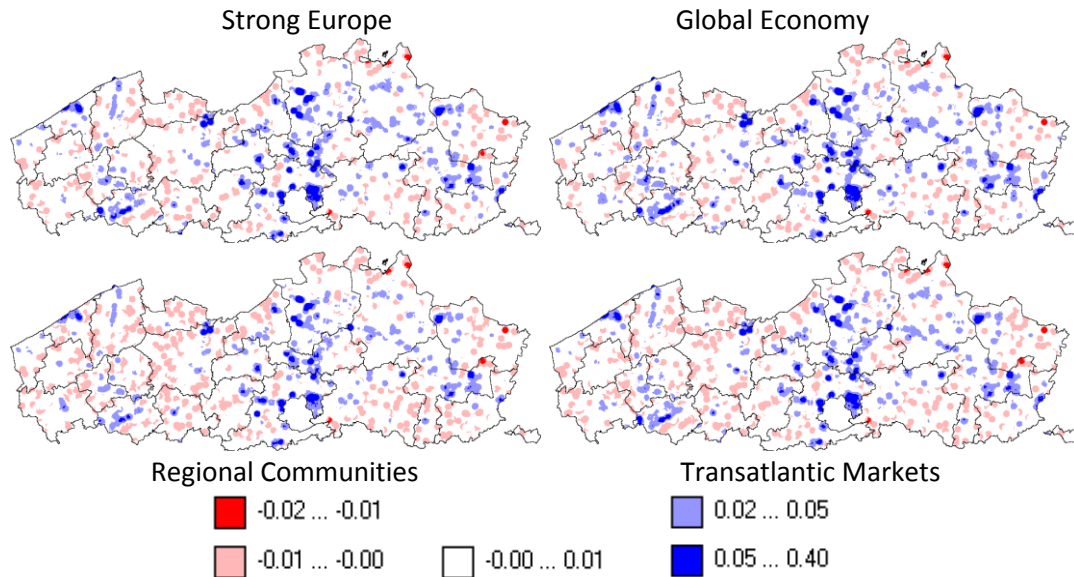 Strong Europe
Global Economy
Regional Communities
Transatlantic Markets
-0.02 ... -0.01
0.02 ... 0.05
-0.01 ... -0.00
-0.00 ... 0.01
0.05 ... 0.40